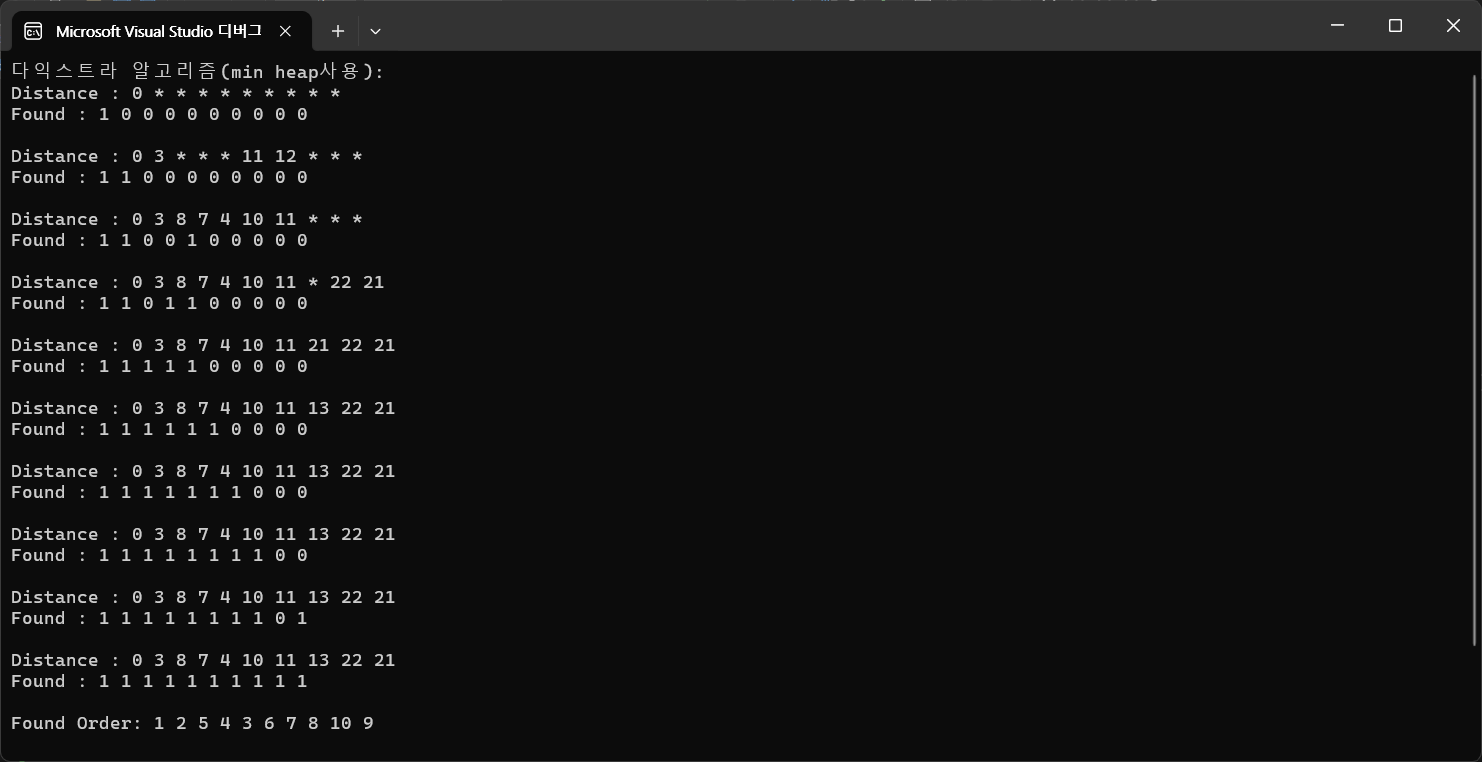 Microsoft Visual Studio 디버그
다익스트라 알고리즘(min heap사용):
Distance : 0 * * * * * * * * *
Found : 1 0 0 0 0 0 0 0 0 0
Distance : 0 3 * * * 11 12 * * *
Found : 1 1 0 0 0 0 0 0 0 0
Distance : 0 3 8 7 4 10 11 * * *
Found : 1 1 0 0 1 0 0 0 0 0
Distance : 0 3 8 7 4 10 11 * 22 21
Found : 1 1 0 1 1 0 0 0 0 0
Distance : 0 3 8 7 4 10 11 21 22 21
Found : 1 1 1 1 1 0 0 0 0 0
Distance : 0 3 8 7 4 10 11 13 22 21
Found : 1 1 1 1 1 1 0 0 0 0
Distance : 0 3 8 7 4 10 11 13 22 21
Found : 1 1 1 1 1 1 1 0 0 0
Distance : 0 3 8 7 4 10 11 13 22 21
Found : 1 1 1 1 1 1 1 1 0 0
Distance : 0 3 8 7 4 10 11 13 22 21
Found : 1 1 1 1 1 1 1 1 0 1
Distance : 0 3 8 7 4 10 11 13 22 21
Found : 1 1 1 1 1 1 1 1 1 1
Found Order: 1 2 5 4 3 6 7 8 10 9